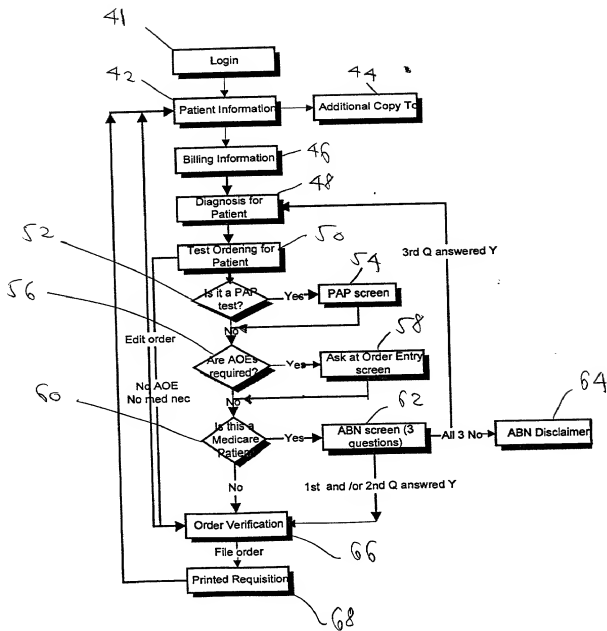 41
Login
42
44
Patient Information
Additional Copy To
Billing Information
46
48
Diagnosis for
Patient
52
50
Test Ordering for
Patient
3rd Q answered Y
54
Is it a PAP
test?
Yes
PAP screen
56
No
58
Edit order
Are AOEs
required?
Yes
Ask at Order Entry
screen
No AOE
No med nec
60
No
62
64
Is this a
Medicare
Patient
Yes
ABN screen (3
questions)
All 3 No
ABN Disclaimer
No
1st and /or 2nd Q answred Y
Order Verification
66
File order
Printed Requisition
68